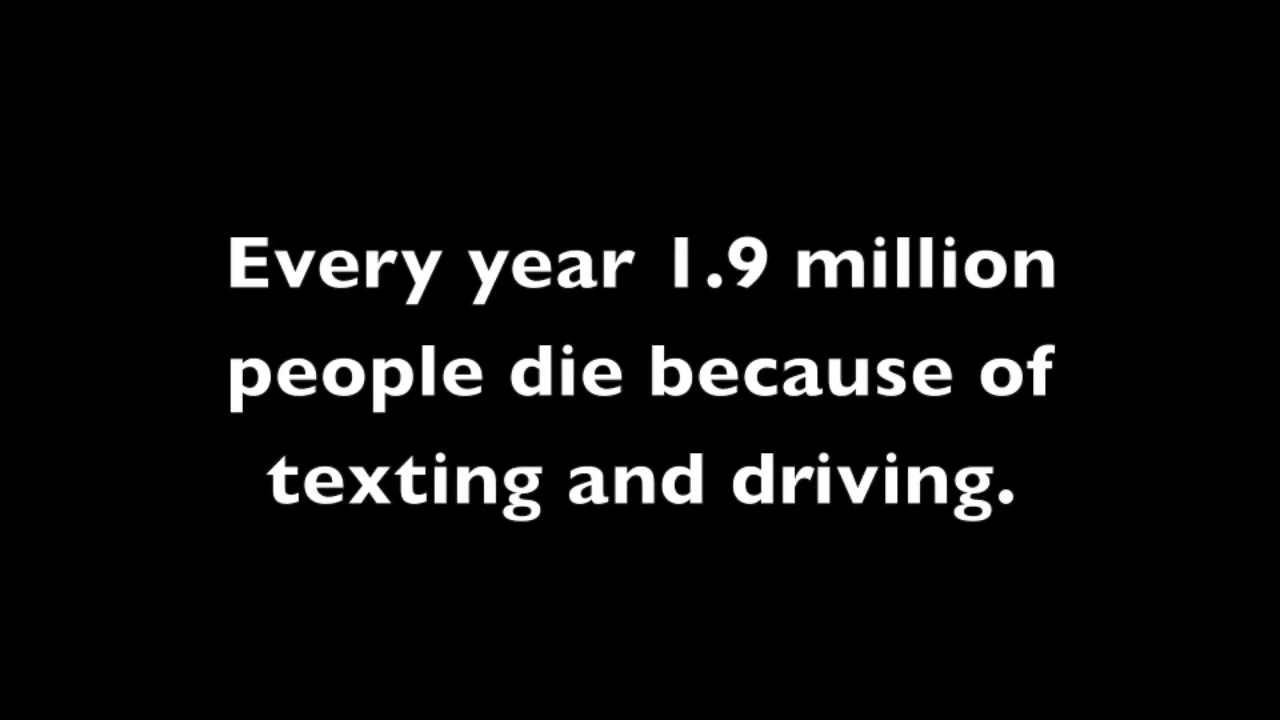 Every year 1.9 million
people die because of
texting and driving.